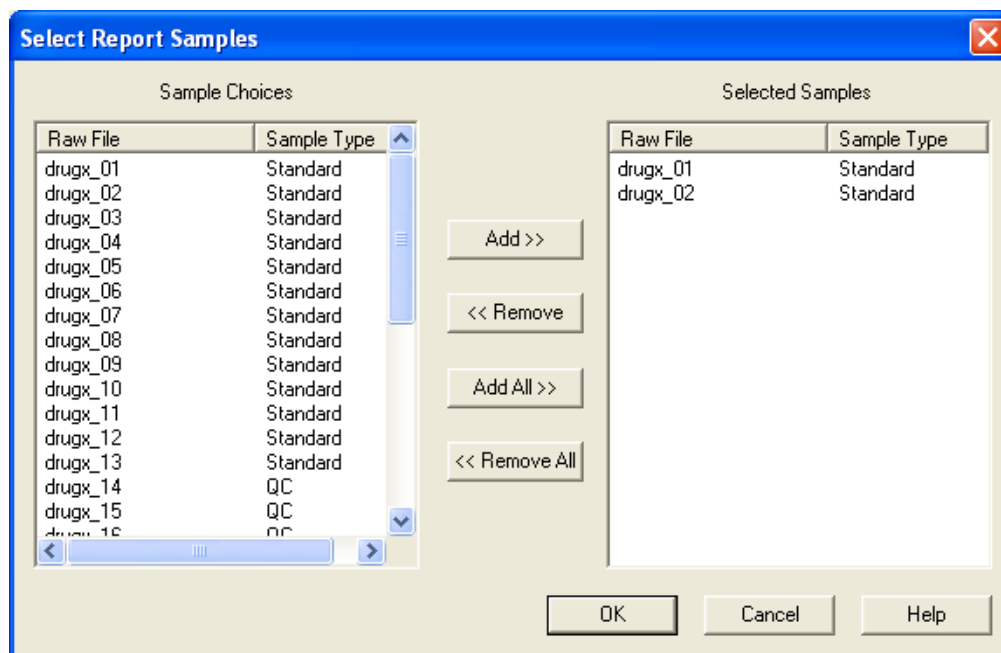 Select Report Samples
Sample Choices
Selected Samples
Raw File Sample Type
drugx_01 Standard
drugx_02 Standard
drugx_03 Standard
drugx_04 Standard
drugx_05 Standard
drugx_06 Standard
drugx_07 Standard
drugx_08 Standard
drugx_09 Standard
drugx_10 Standard
drugx_11 Standard
drugx_12 Standard
drugx_13 Standard
drugx_14 QC
drugx_15 QC
drugx_16 QC
Add >>
<< Remove
Add All >>
<< Remove All
Raw File Sample Type
drugx_01 Standard
drugx_02 Standard
OK
Cancel
Help